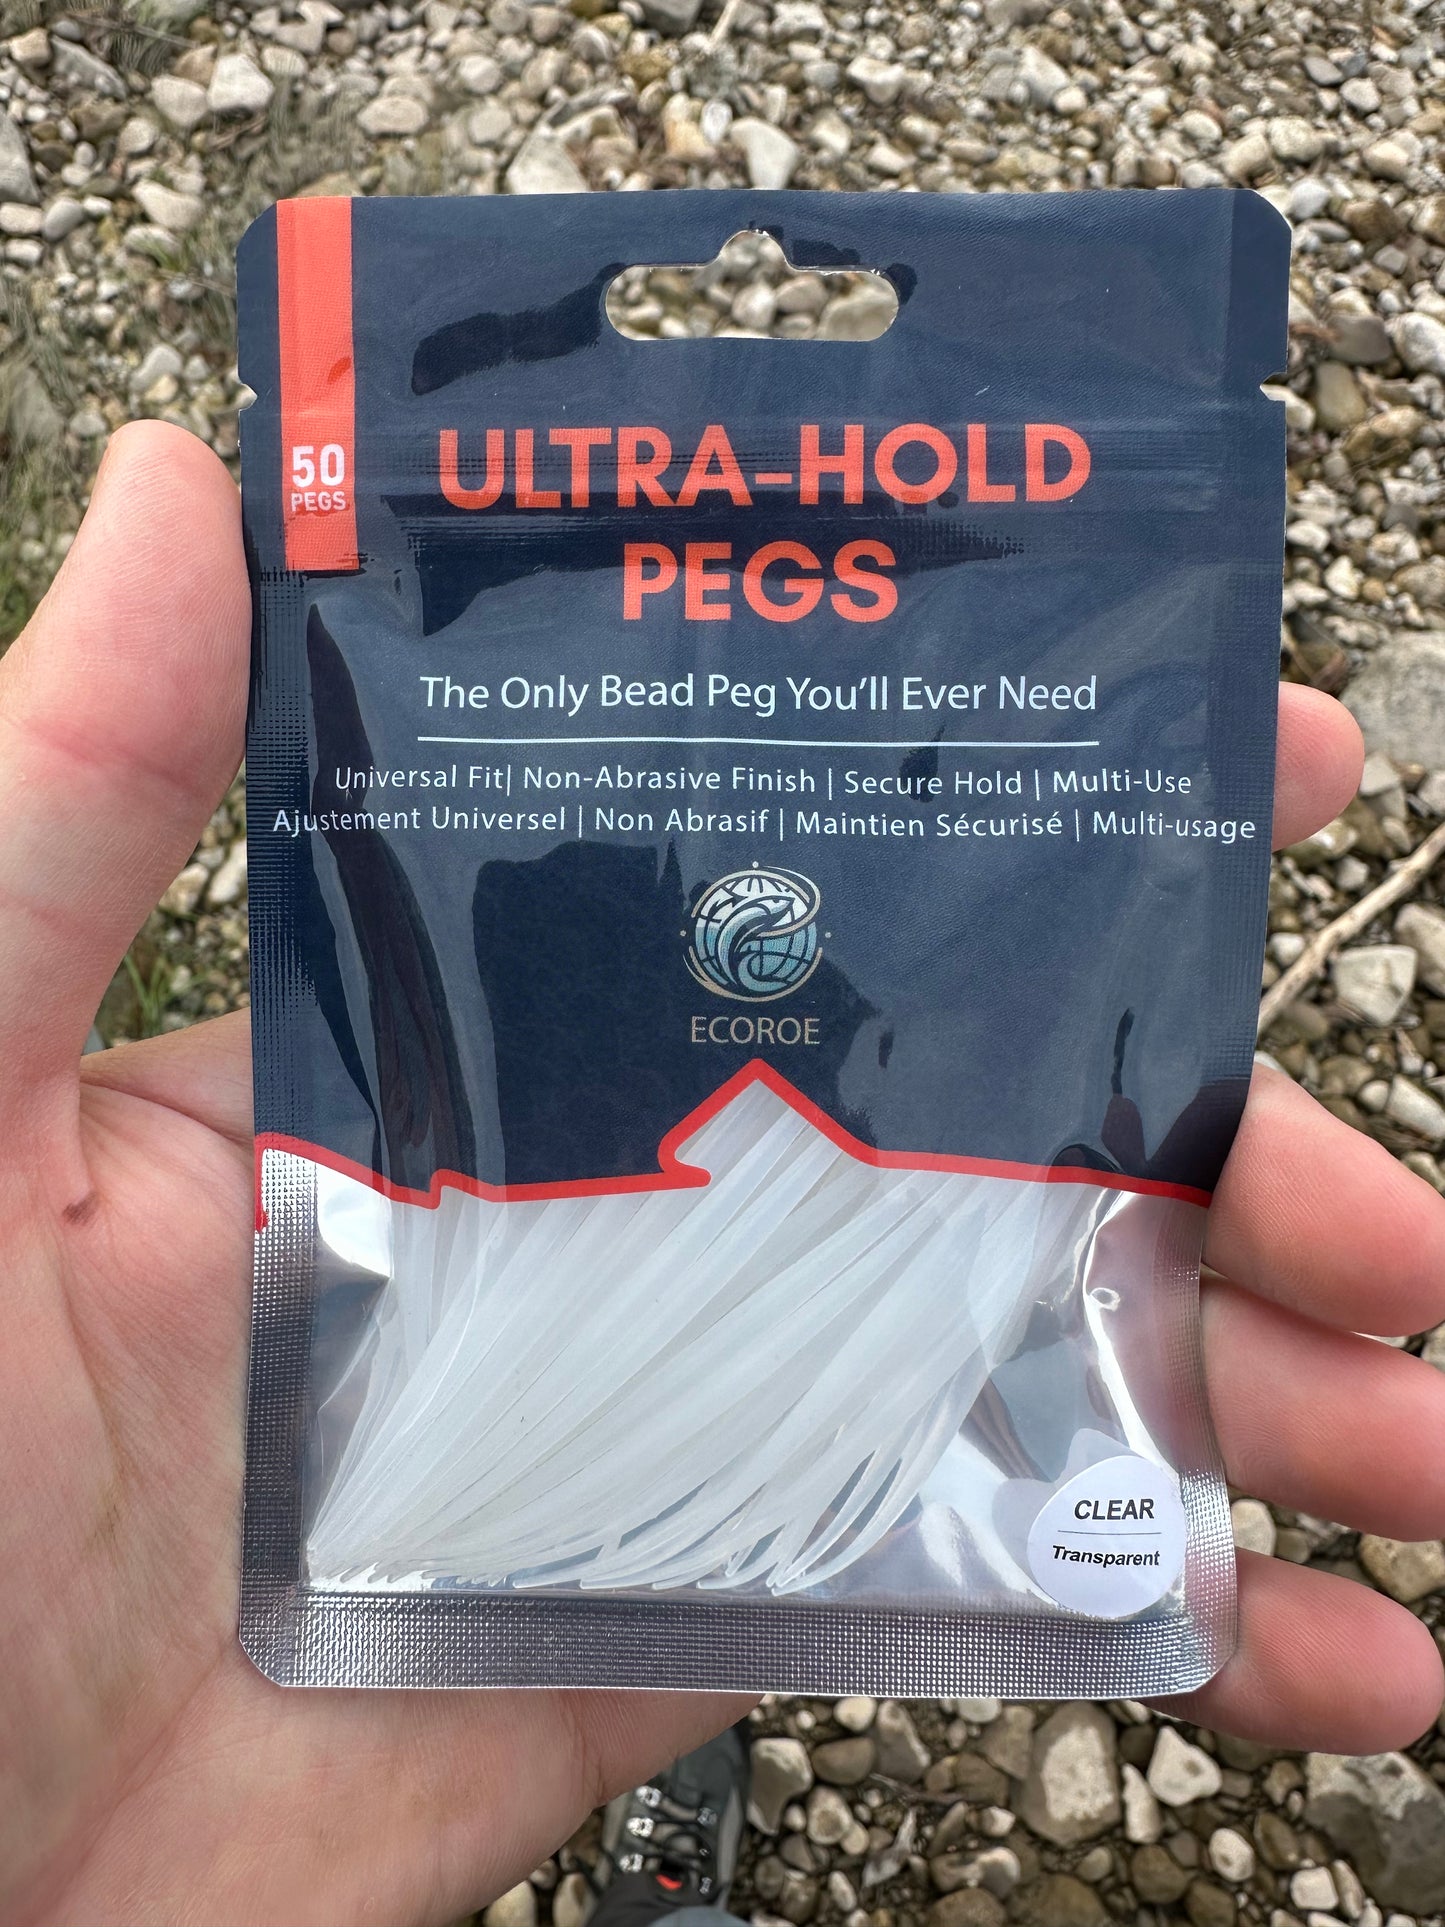 50
PEGS
ULTRA-HOLD
PEGS
The Only Bead Peg You'll Ever Need
Universal Fit| Non-Abrasive Finish | Secure Hold | Multi-Use
Ajustement Universel | Non Abrasif | Maintien Sécurisé | Multi-usage
ECOROE
CLEAR
Transparent